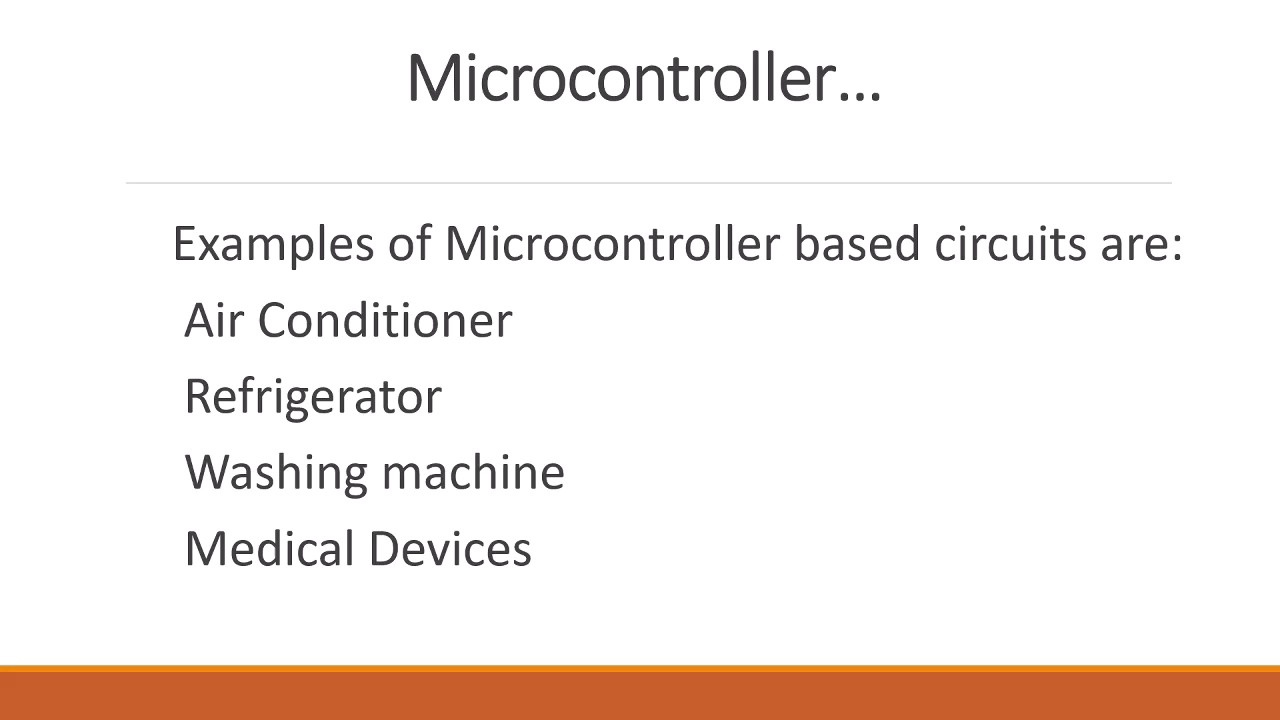 Microcontroller…
Examples of Microcontroller based circuits are:
Air Conditioner
Refrigerator
Washing machine
Medical Devices